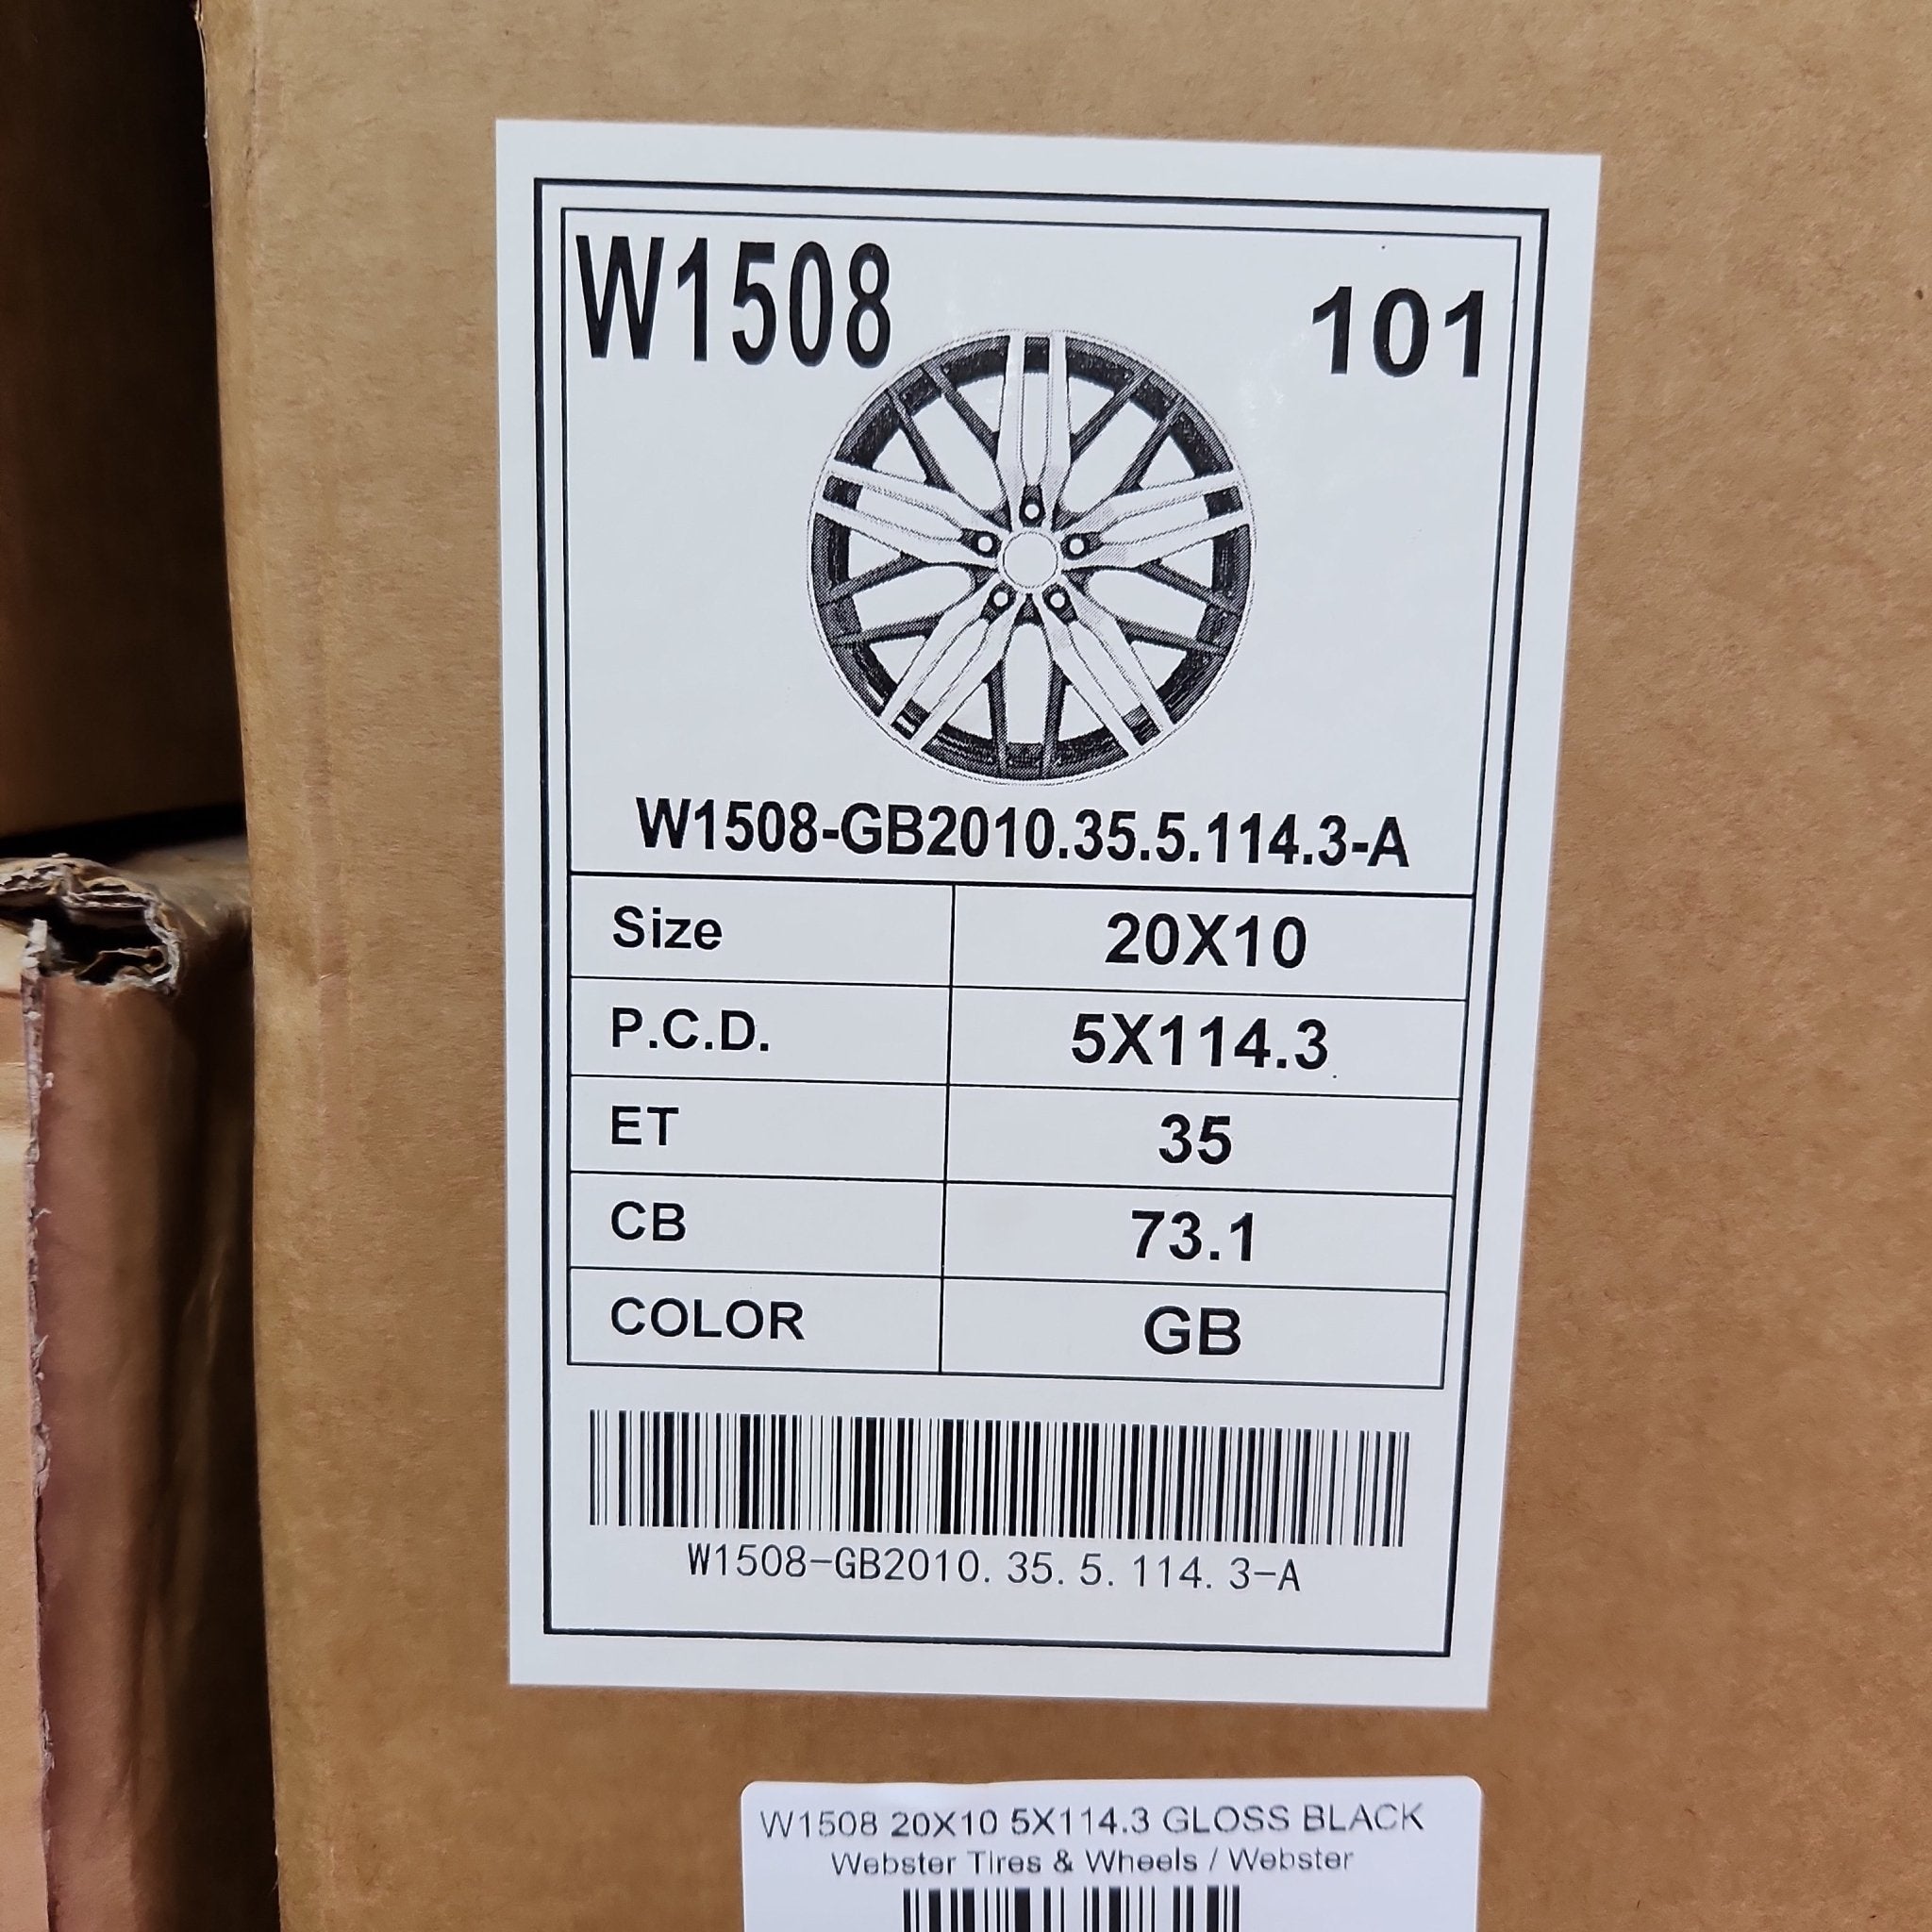 W1508
101
W1508-GB2010.35.5.114.3-A
Size 20X10
P.C.D. 5X114.3
ET 35
CB 73.1
COLOR GB
W1508-GB2010.35.5.114.3-A
W1508 20X10 5X114.3 GLOSS BLACK
Webster Tires & Wheels / Webster